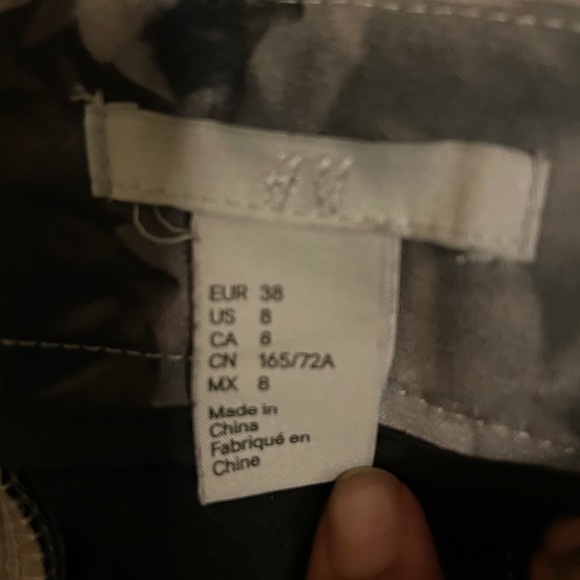 H&M
EUR 38
US 8
CA 8
CN 165/72A
MX 8
Made in
China
Fabriqué en
Chine